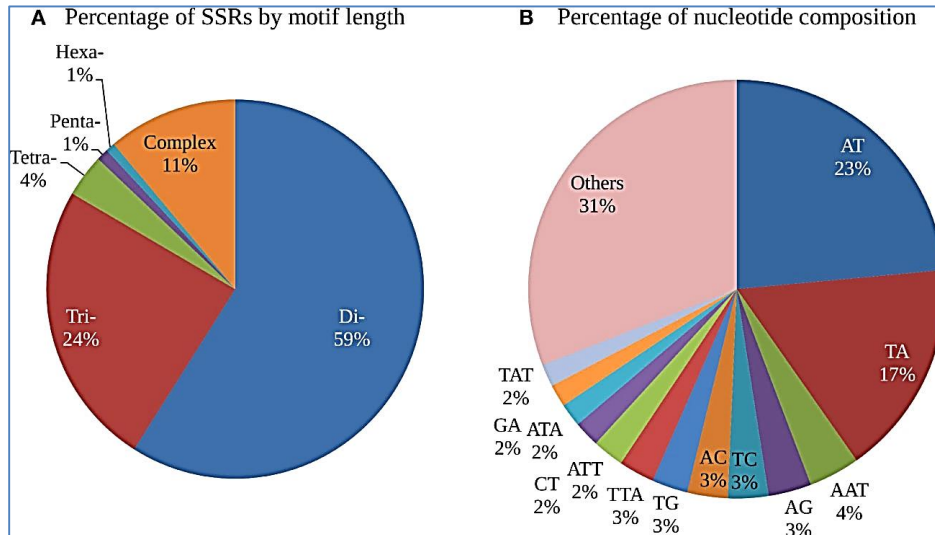 A Percentage of SSRs by motif length
Hexa-
1%
Penta-
1%
Tetra-
4%
Complex
11%
Tri-
24%
Di-
59%
B Percentage of nucleotide composition
AT
23%
TA
17%
AAT
4%
AG
3%
TC
3%
AC
3%
TG
3%
TTA
3%
ATT
2%
CT
2%
ATA
2%
GA
2%
TAT
2%
Others
31%